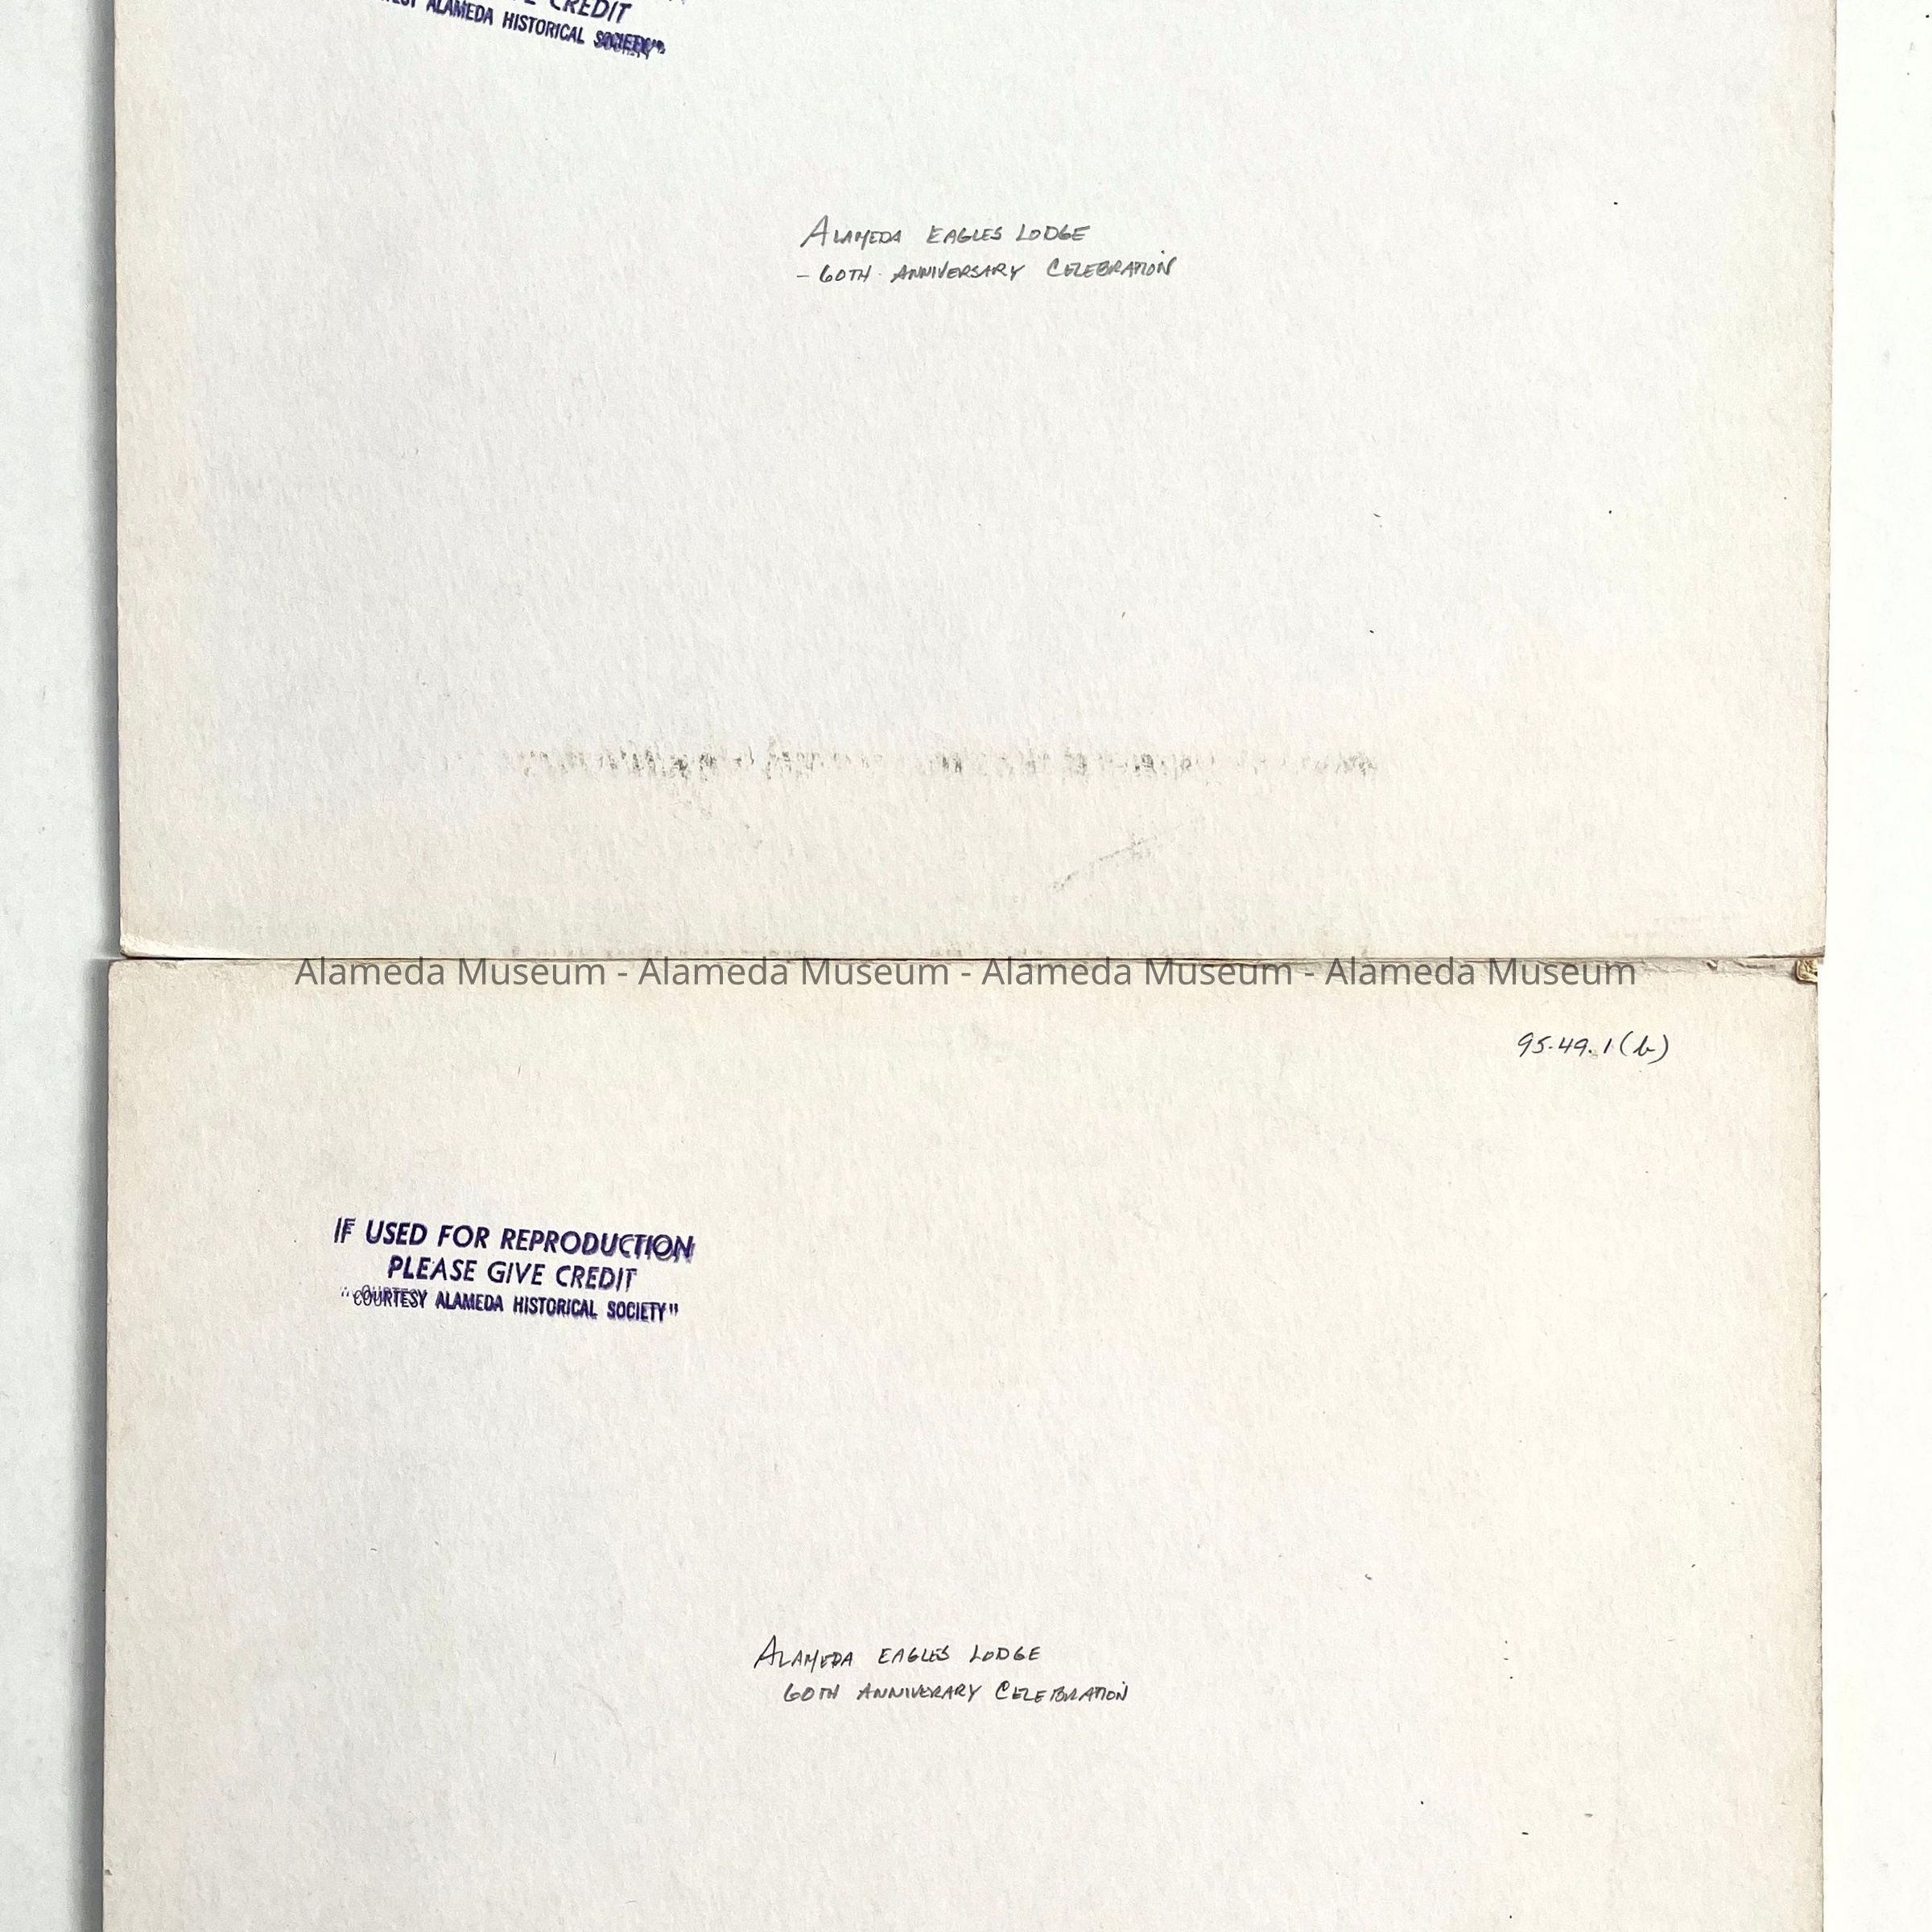 CREDIT
ALAMEDA HISTORICAL SOCIETY"
ALAMEDA EAGLES LODGE
- 60TH ANNIVERSARY CELEBRATION
Alameda Museum - Alameda Museum - Alameda Museum - Alameda Museum
95.49.1(b)
IF USED FOR REPRODUCTION
PLEASE GIVE CREDIT
"COURTESY ALAMEDA HISTORICAL SOCIETY"
ALAMEDA EAGLES LODGE
60TH ANNIVERARY CELEBRATION